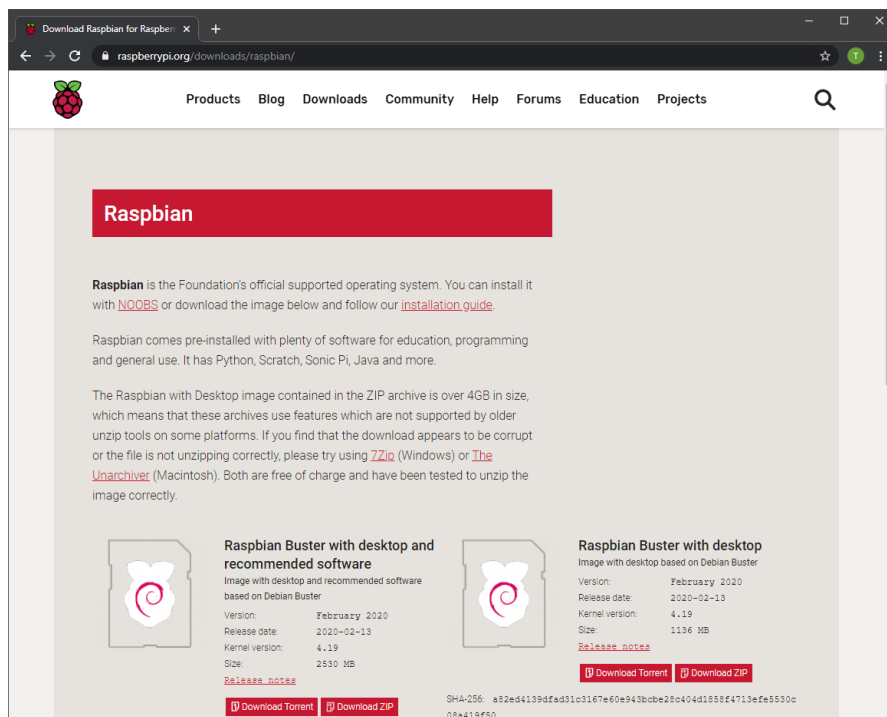 Download Raspbian for Raspberr
raspberrypi.org/downloads/raspbian/
T
Products Blog Downloads Community Help Forums Education Projects
Raspbian
Raspbian is the Foundation's official supported operating system. You can install it
with NOOBS or download the image below and follow our installation guide.
Raspbian comes pre-installed with plenty of software for education, programming
and general use. It has Python, Scratch, Sonic Pi, Java and more.
The Raspbian with Desktop image contained in the ZIP archive is over 4GB in size,
which means that these archives use features which are not supported by older
unzip tools on some platforms. If you find that the download appears to be corrupt
or the file is not unzipping correctly, please try using 7Zip (Windows) or The
Unarchiver (Macintosh). Both are free of charge and have been tested to unzip the
image correctly.
Raspbian Buster with desktop and
recommended software
Image with desktop and recommended software
based on Debian Buster
Version: February 2020
Release date: 2020-02-13
Kernel version: 4.19
Size: 2530 MB
Release notes
Download Torrent Download ZIP
Raspbian Buster with desktop
Image with desktop based on Debian Buster
Version: February 2020
Release date: 2020-02-13
Kernel version: 4.19
Size: 1136 MB
Release notes
Download Torrent Download ZIP
SHA-256: a82ed4139dfad31c3167e60e943bcbe28c404d1858f4713efe5530c
08a419f50